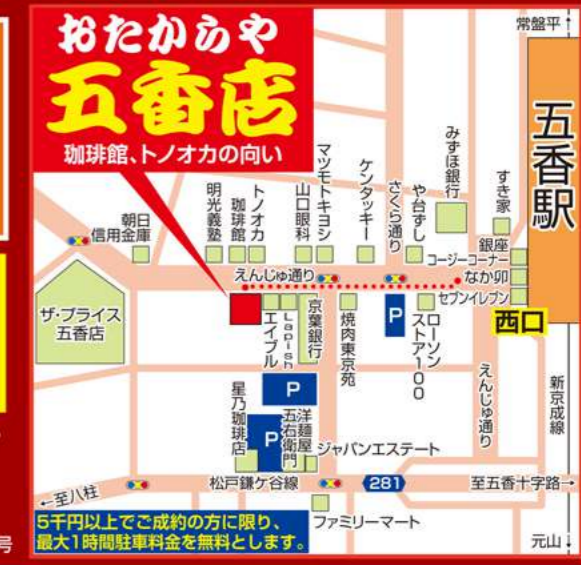 おたからや
五香店
珈琲館、トノオカの向い
常盤平
五香駅
西口
新京成線
元山
みずほ銀行
すき家
銀座
コージーコーナー
なか卯
セブンイレブン
や台ずし
さくら通り
ケンタッキー
マツモトキヨシ
山口眼科
トノオカ
珈琲館
明光義塾
朝日
信用金庫
えんじゅ通り
ザ・プライス
五香店
エイブル
Lapish
京葉銀行
焼肉東京苑
P
ローソン
ストア100
えんじゅ通り
P
星乃珈琲店
P
洋麺屋
五右衛門
ジャパンエステート
松戸鎌ケ谷線
281
至五香十字路→
←至八柱
ファミリーマート
5千円以上でご成約の方に限り、
最大1時間駐車料金を無料とします。
号